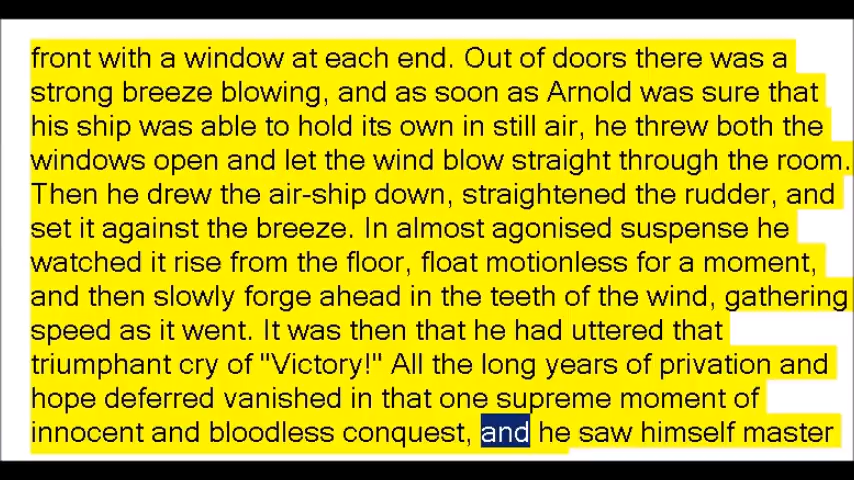 front with a window at each end. Out of doors there was a
strong breeze blowing, and as soon as Arnold was sure that
his ship was able to hold its own in still air, he threw both the
windows open and let the wind blow straight through the room.
Then he drew the air-ship down, straightened the rudder, and
set it against the breeze. In almost agonised suspense he
watched it rise from the floor, float motionless for a moment,
and then slowly forge ahead in the teeth of the wind, gathering
speed as it went. It was then that he had uttered that
triumphant cry of "Victory!" All the long years of privation and
hope deferred vanished in that one supreme moment of
innocent and bloodless conquest, and he saw himself master